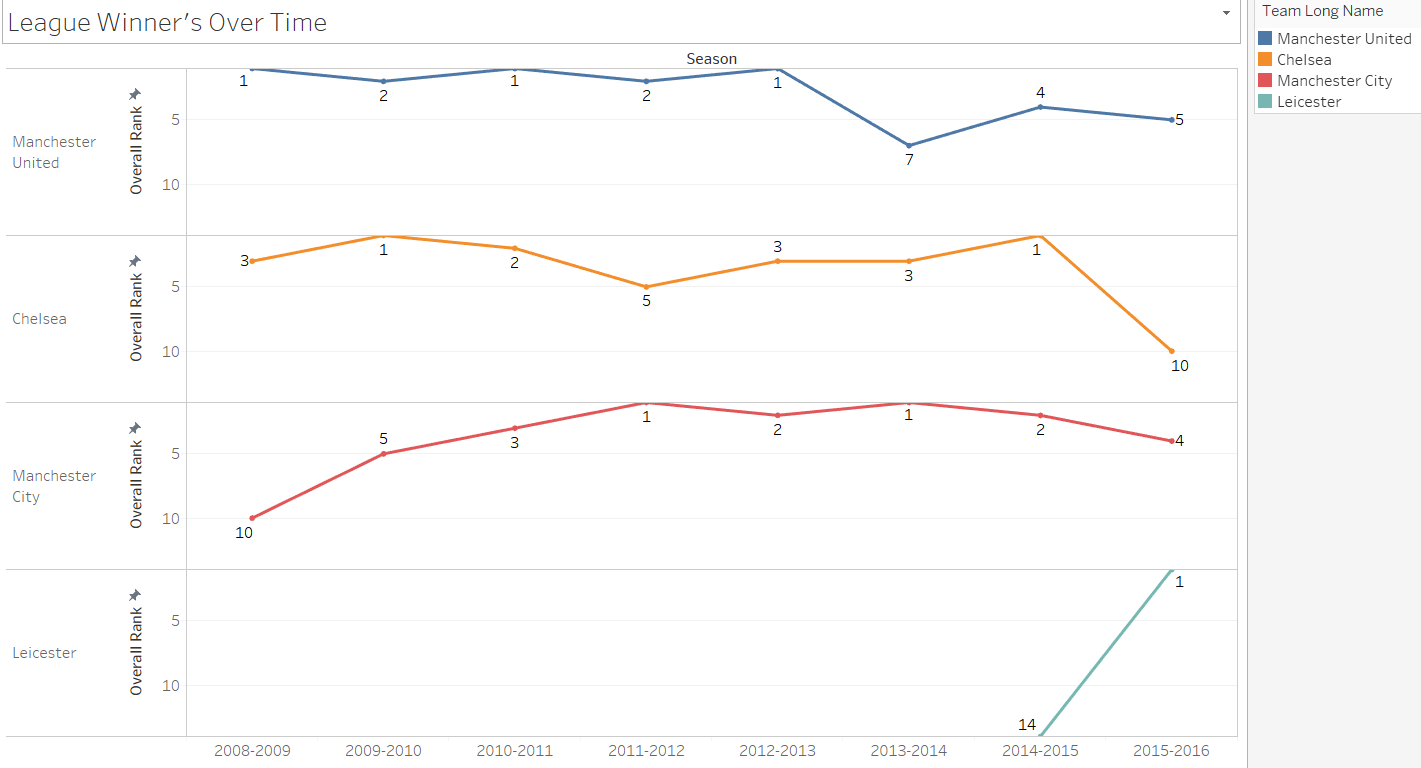 League Winner's Over Time
Team Long Name
Manchester United
Chelsea
Manchester City
Leicester
Season
Manchester
United
Overall Rank
5
10
1
2
1
2
1
7
4
5
Chelsea
Overall Rank
5
10
3
1
2
5
3
3
1
10
Manchester
City
Overall Rank
5
10
10
5
3
1
2
1
2
4
Leicester
Overall Rank
5
10
14
1
2008-2009
2009-2010
2010-2011
2011-2012
2012-2013
2013-2014
2014-2015
2015-2016